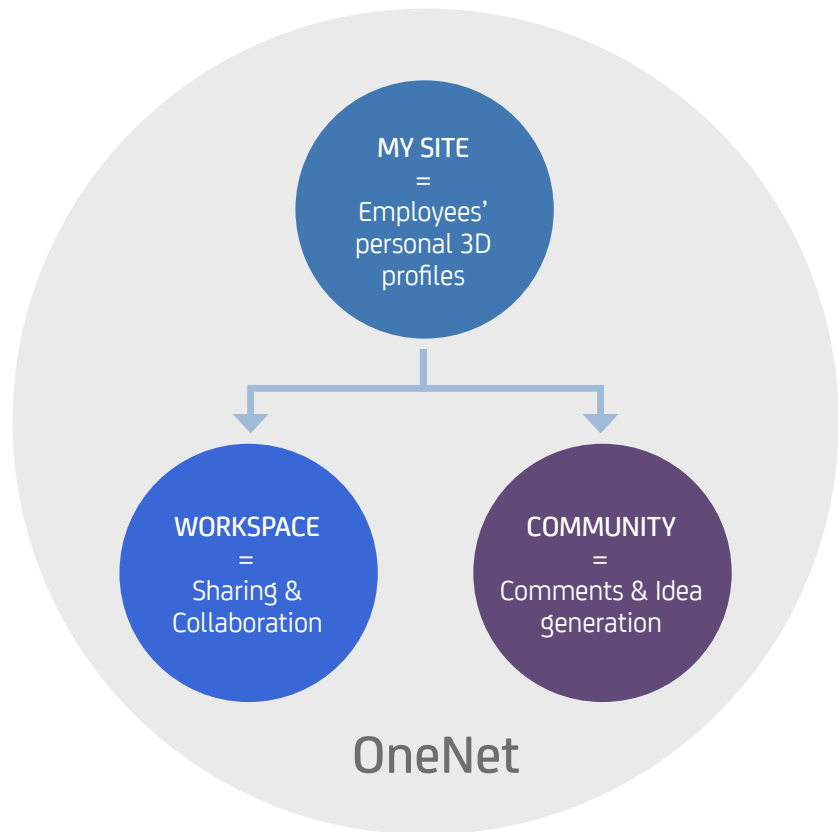 MY SITE
=
Employees’
personal 3D
profiles
WORKSPACE
=
Sharing &
Collaboration
COMMUNITY
=
Comments & Idea
generation
OneNet